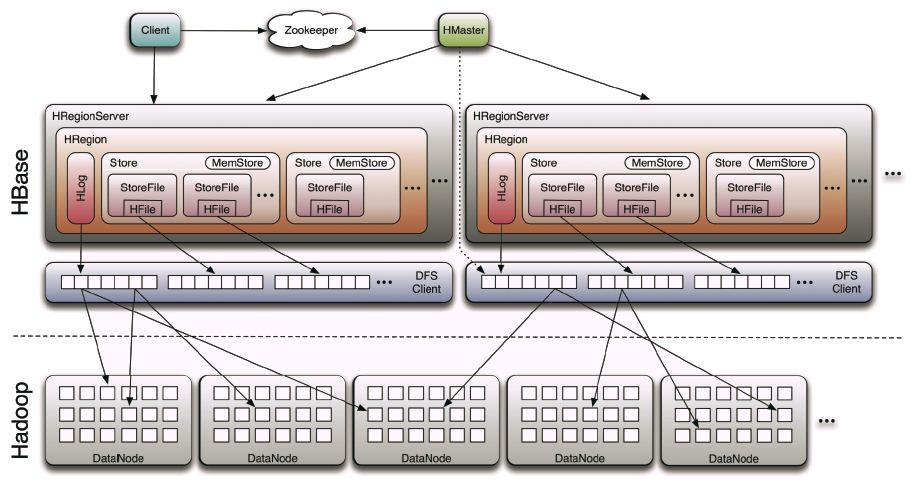 Client
Zookeeper
HMaster
HBase
HRegionServer
HRegion
HLog
Store
MemStore
StoreFile
HFile
StoreFile
HFile
...
Store
MemStore
StoreFile
HFile
...
...
HRegionServer
HRegion
HLog
Store
MemStore
StoreFile
HFile
StoreFile
HFile
...
Store
MemStore
StoreFile
HFile
...
...
...
...
DFS
Client
...
DFS
Client
Hadoop
DataNode
DataNode
DataNode
DataNode
DataNode
...